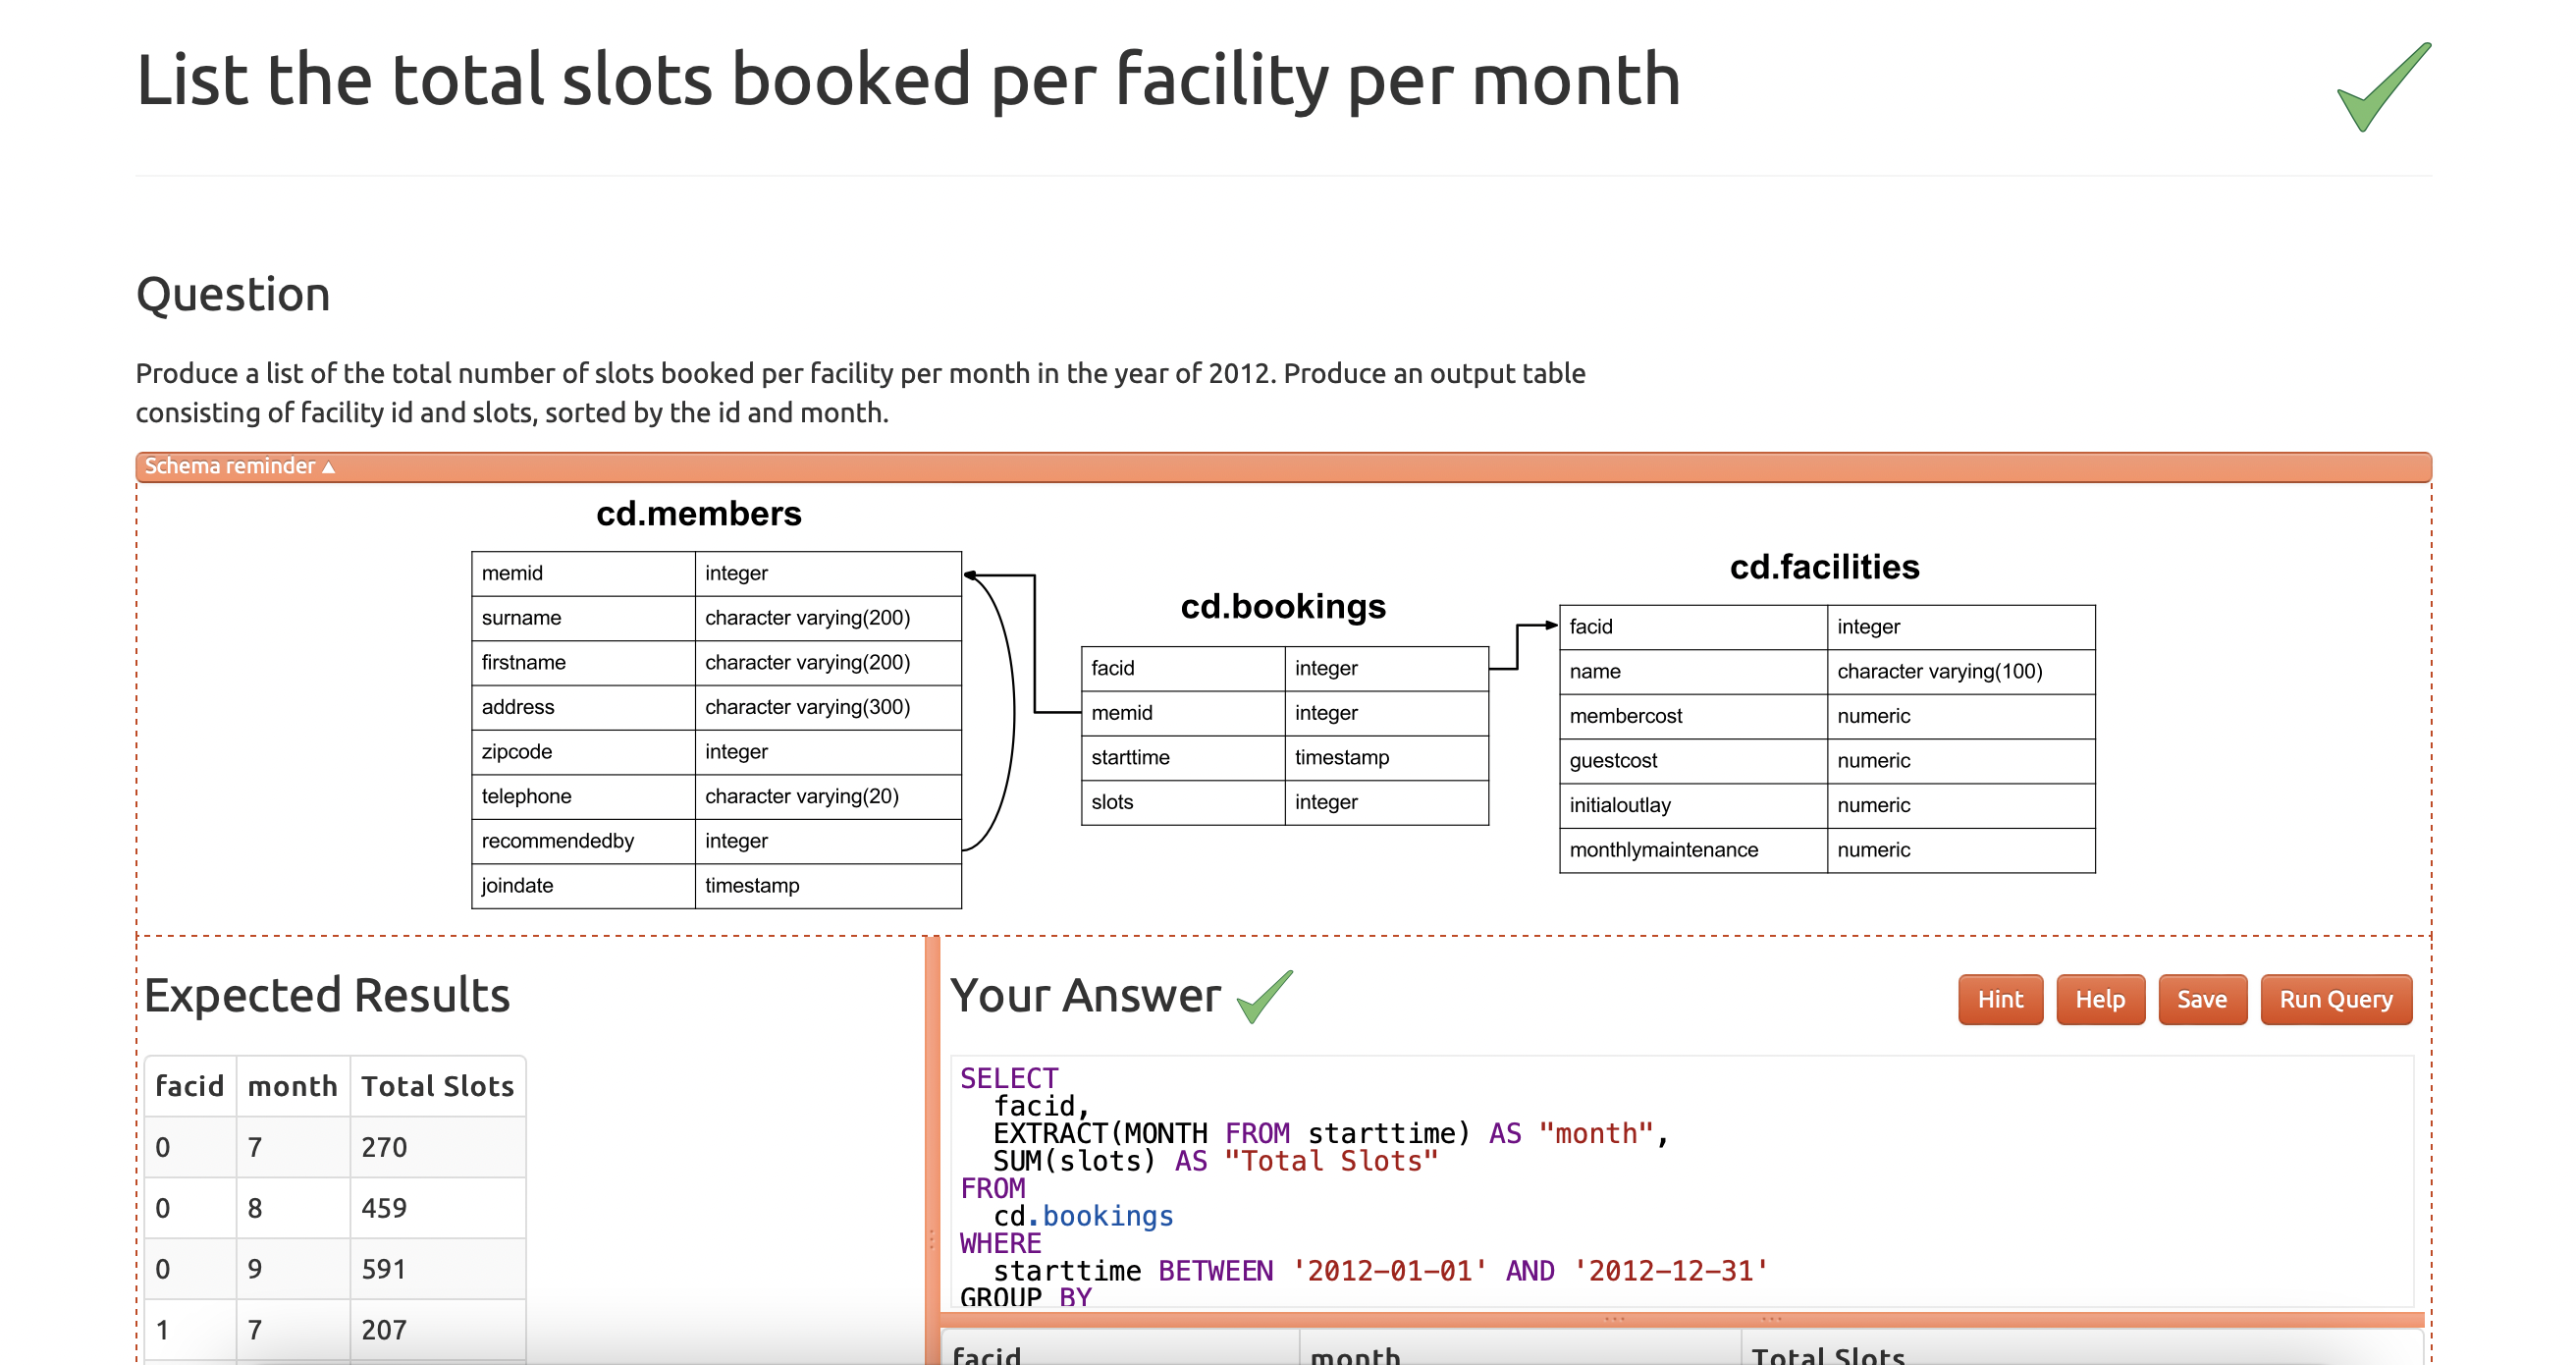 List the total slots booked per facility per month
Question
Produce a list of the total number of slots booked per facility per month in the year of 2012. Produce an output table
consisting of facility id and slots, sorted by the id and month.
Schema reminder ▲
cd.members
memid integer
surname character varying(200)
firstname character varying(200)
address character varying(300)
zipcode integer
telephone character varying(20)
recommendedby integer
joindate timestamp
cd.bookings
facid integer
memid integer
starttime timestamp
slots integer
cd.facilities
facid integer
name character varying(100)
membercost numeric
guestcost numeric
initialoutlay numeric
monthlymaintenance numeric
Expected Results
facid month Total Slots
0 7 270
0 8 459
0 9 591
1 7 207
Your Answer
Hint Help Save Run Query
SELECT
facid,
EXTRACT(MONTH FROM starttime) AS "month",
SUM(slots) AS "Total Slots"
FROM
cd.bookings
WHERE
starttime BETWEEN '2012-01-01' AND '2012-12-31'
GROUP BY
facid month Total Slots